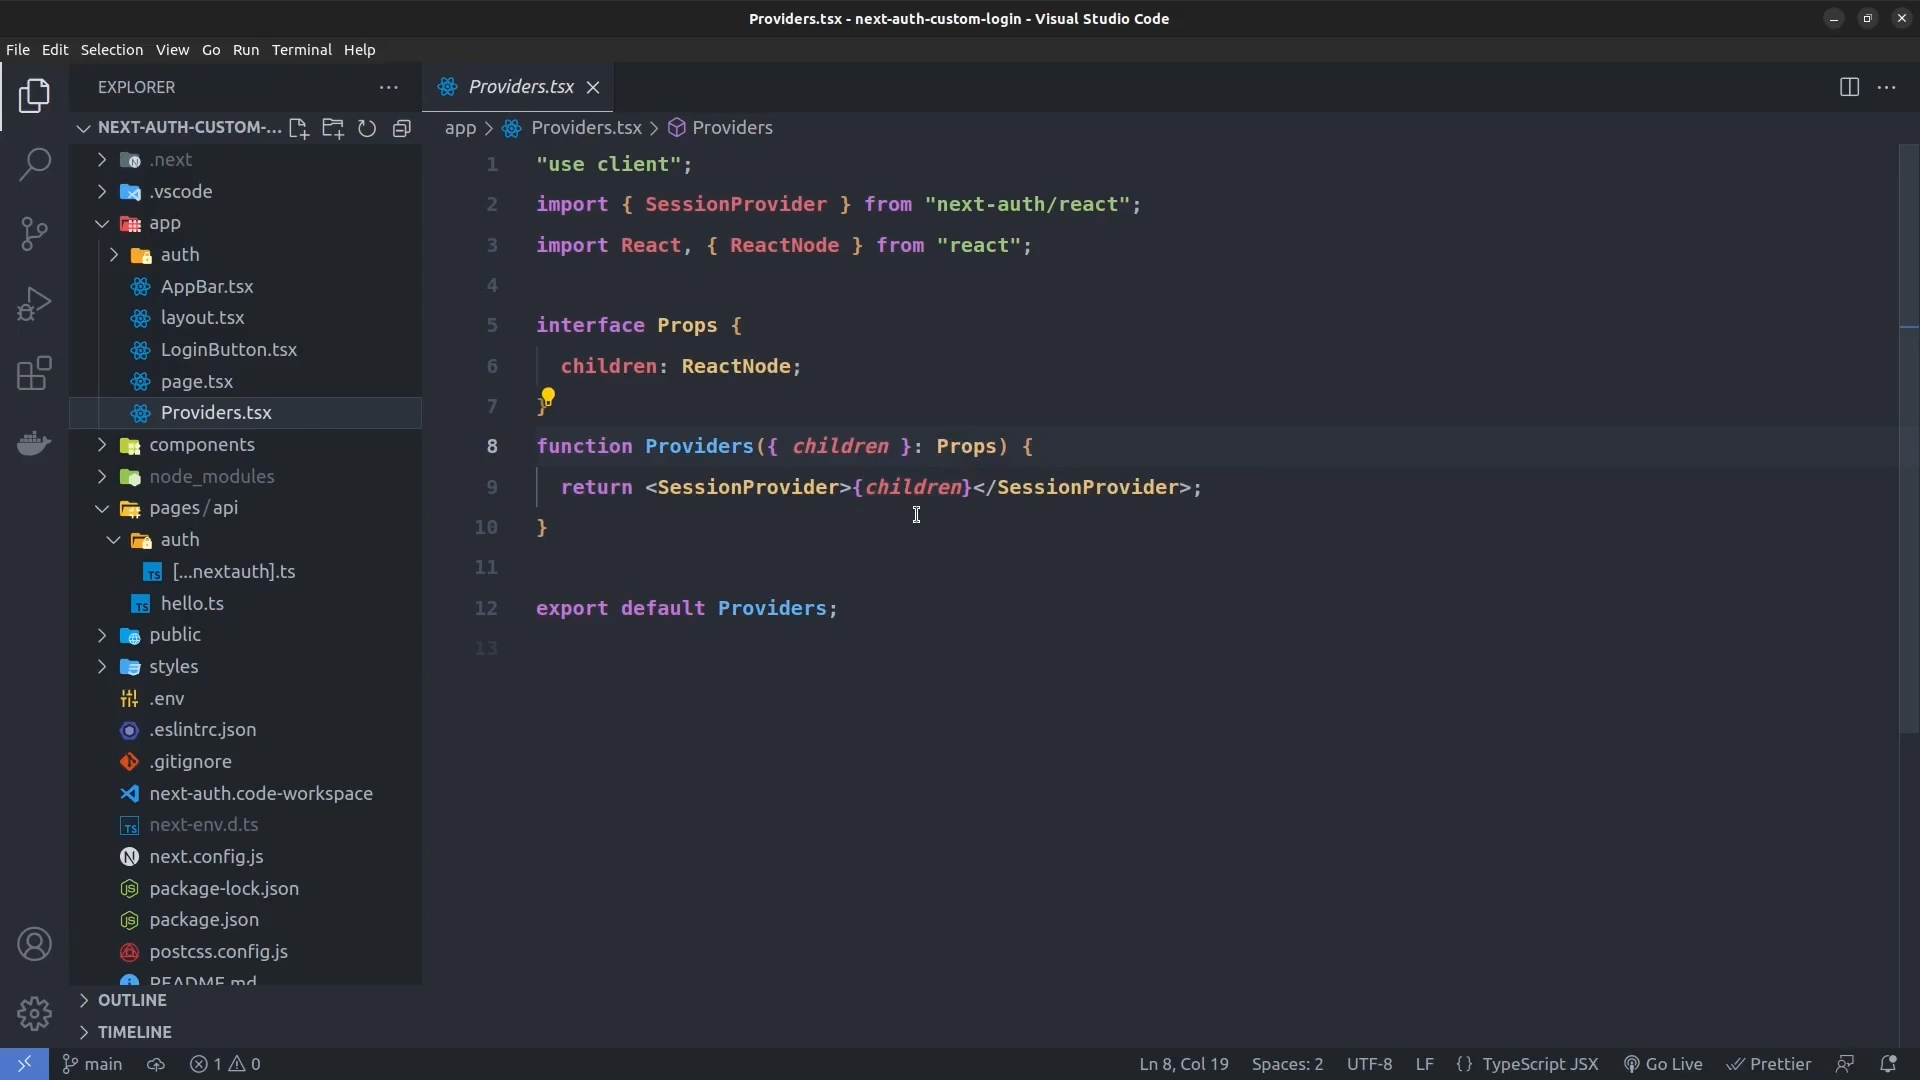 Providers.tsx - next-auth-custom-login - Visual Studio Code
File Edit Selection View Go Run Terminal Help
EXPLORER
NEXT-AUTH-CUSTOM-...
.next
.vscode
app
auth
AppBar.tsx
layout.tsx
LoginButton.tsx
page.tsx
Providers.tsx
components
node_modules
pages/api
auth
[...nextauth].ts
hello.ts
public
styles
.env
.eslintrc.json
.gitignore
next-auth.code-workspace
next-env.d.ts
next.config.js
package-lock.json
package.json
postcss.config.js
README.md
OUTLINE
TIMELINE
Providers.tsx
app > Providers.tsx > Providers
1 "use client";
2 import { SessionProvider } from "next-auth/react";
3 import React, { ReactNode } from "react";
4
5 interface Props {
6 children: ReactNode;
7 }
8 function Providers({ children }: Props) {
9 return <SessionProvider>{children}</SessionProvider>;
10 }
11
12 export default Providers;
13
main 1 0 Ln 8, Col 19 Spaces: 2 UTF-8 LF {} TypeScript JSX Go Live Prettier